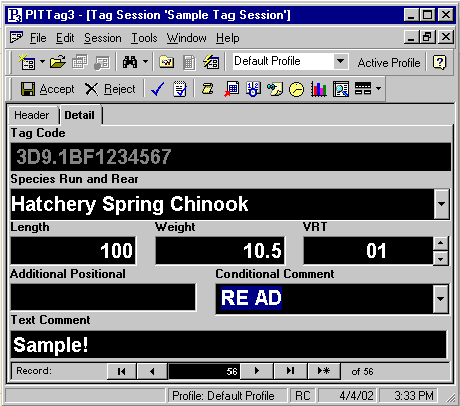 PITTag3 - [Tag Session 'Sample Tag Session']
File Edit Session Tools Window Help
Default Profile Active Profile
Accept Reject
Header Detail
Tag Code
3D9.1BF1234567
Species Run and Rear
Hatchery Spring Chinook
Length Weight VRT
100 10.5 01
Additional Positional Conditional Comment
RE AD
Text Comment
Sample!
Record: 56 of 56
Profile: Default Profile RC 4/4/02 3:33 PM